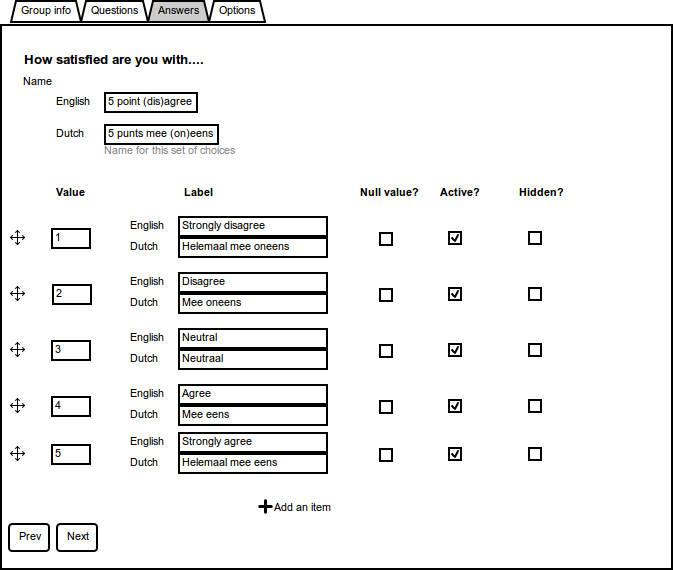 Group info Questions Answers Options
How satisfied are you with....
Name
English 5 point (dis)agree
Dutch 5 punts mee (on)eens
Name for this set of choices
Value Label Null value? Active? Hidden?
English Strongly disagree
1
Dutch Helemaal mee oneens
English Disagree
2
Dutch Mee oneens
English Neutral
3
Dutch Neutraal
English Agree
4
Dutch Mee eens
English Strongly agree
5
Dutch Helemaal mee eens
Add an item
Prev Next